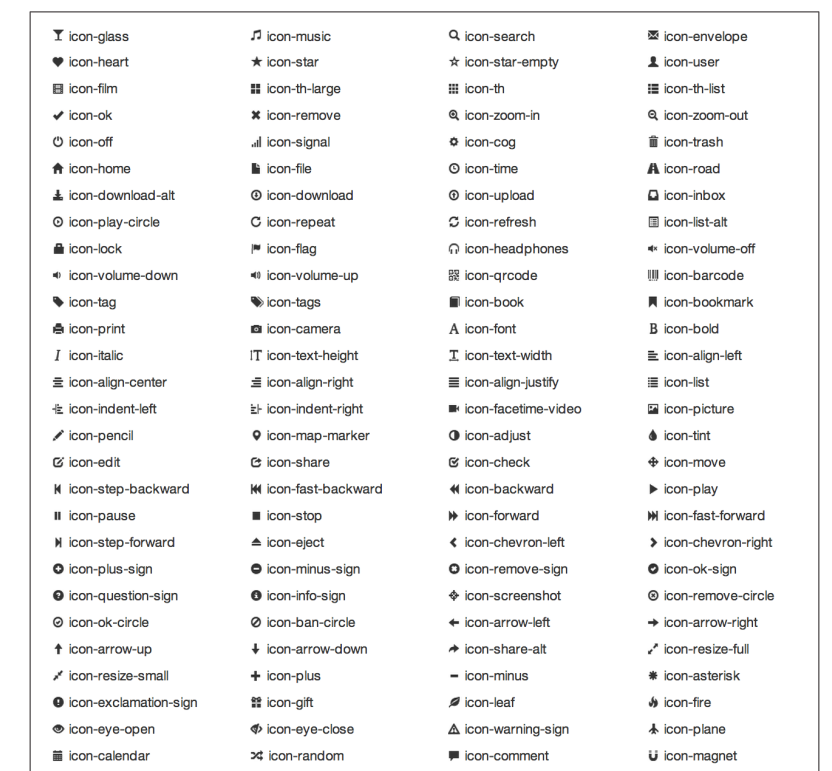 icon-glass icon-music icon-search icon-envelope
icon-heart icon-star icon-star-empty icon-user
icon-film icon-th-large icon-th icon-th-list
icon-ok icon-remove icon-zoom-in icon-zoom-out
icon-off icon-signal icon-cog icon-trash
icon-home icon-file icon-time icon-road
icon-download-alt icon-download icon-upload icon-inbox
icon-play-circle icon-repeat icon-refresh icon-list-alt
icon-lock icon-flag icon-headphones icon-volume-off
icon-volume-down icon-volume-up icon-qrcode icon-barcode
icon-tag icon-tags icon-book icon-bookmark
icon-print icon-camera icon-font icon-bold
icon-italic icon-text-height icon-text-width icon-align-left
icon-align-center icon-align-right icon-align-justify icon-list
icon-indent-left icon-indent-right icon-facetime-video icon-picture
icon-pencil icon-map-marker icon-adjust icon-tint
icon-edit icon-share icon-check icon-move
icon-step-backward icon-fast-backward icon-backward icon-play
icon-pause icon-stop icon-forward icon-fast-forward
icon-step-forward icon-eject icon-chevron-left icon-chevron-right
icon-plus-sign icon-minus-sign icon-remove-sign icon-ok-sign
icon-question-sign icon-info-sign icon-screenshot icon-remove-circle
icon-ok-circle icon-ban-circle icon-arrow-left icon-arrow-right
icon-arrow-up icon-arrow-down icon-share-alt icon-resize-full
icon-resize-small icon-plus icon-minus icon-asterisk
icon-exclamation-sign icon-gift icon-leaf icon-fire
icon-eye-open icon-eye-close icon-warning-sign icon-plane
icon-calendar icon-random icon-comment icon-magnet